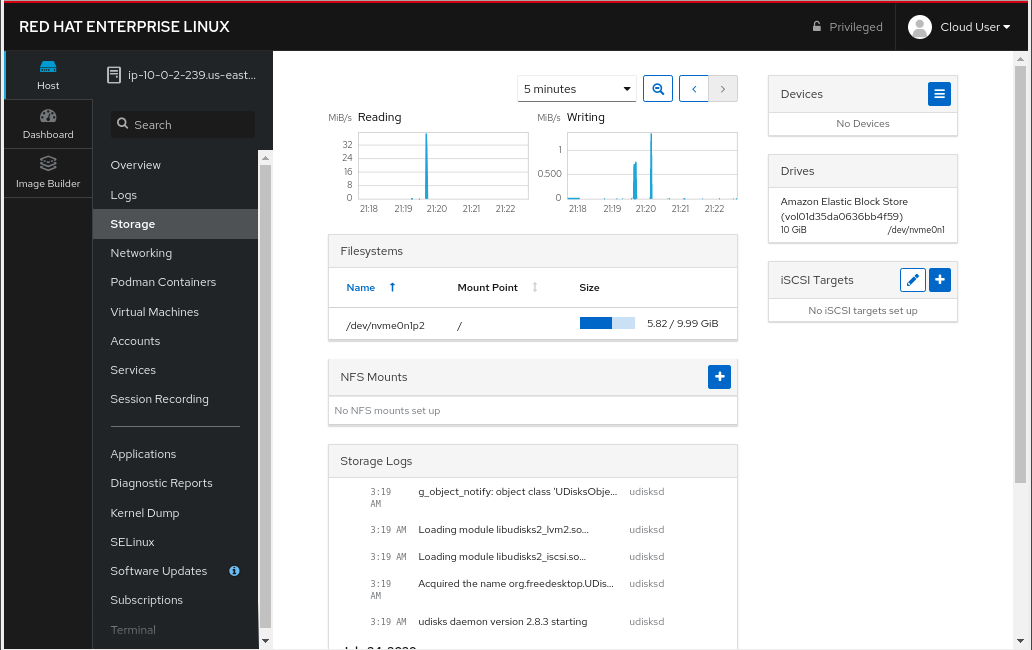 RED HAT ENTERPRISE LINUX
Privileged
Cloud User
Host
Dashboard
Image Builder
ip-10-0-2-239.us-east...
Search
Overview
Logs
Storage
Networking
Podman Containers
Virtual Machines
Accounts
Services
Session Recording
Applications
Diagnostic Reports
Kernel Dump
SELinux
Software Updates
Subscriptions
Terminal
5 minutes
MiB/s Reading
32
24
16
8
0
21:18 21:19 21:20 21:21 21:22
MiB/s Writing
1
0.500
0
21:18 21:19 21:20 21:21 21:22
Filesystems
Name Mount Point Size
/dev/nvme0n1p2 / 5.82 / 9.99 GiB
NFS Mounts
No NFS mounts set up
Storage Logs
3:19 AM g_object_notify: object class 'UDisksObje... udisksd
3:19 AM Loading module libudisks2_lvm2.so... udisksd
3:19 AM Loading module libudisks2_iscsi.so... udisksd
3:19 AM Acquired the name org.freedesktop.UDis... udisksd
3:19 AM udisks daemon version 2.8.3 starting udisksd
Devices
No Devices
Drives
Amazon Elastic Block Store
(vol01d35da0636bb4f59)
10 GiB /dev/nvme0n1
iSCSI Targets
No iSCSI targets set up